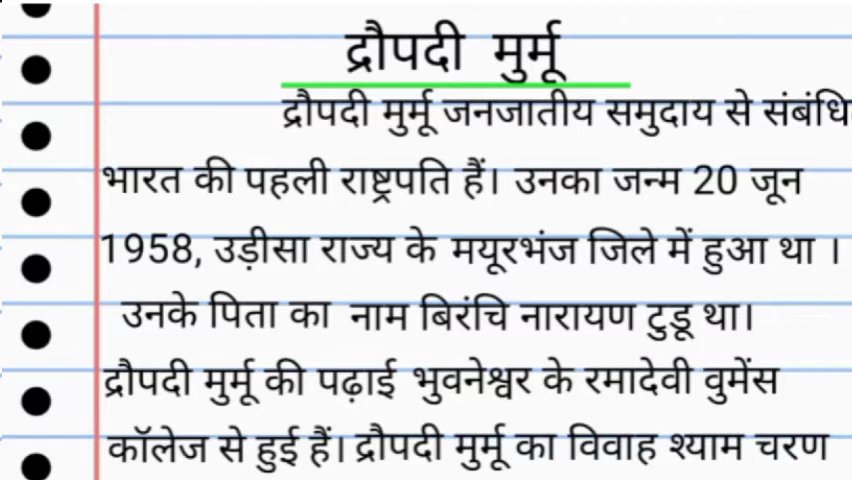 द्रौपदी मुर्मू
द्रौपदी मुर्मू जनजातीय समुदाय से
भारत की पहली राष्ट्रपति हैं। उनका जन्म 20 जून
1958, उड़ीसा राज्य के मयूरभंज जिले में हुआ था ।
उनके पिता का नाम बिरंचि नारायण टुडू था।
द्रौपदी मुर्मू की पढ़ाई भुवनेश्वर के रमादेवी वुमेंस
कॉलेज से हुई हैं। द्रौपदी मुर्मू का विवाह श्याम चरण